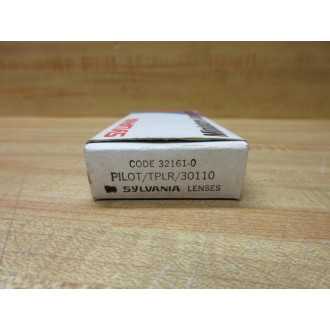 CODE 32161-0
PILOT/TPLR/30110
SYLVANIA LENSES